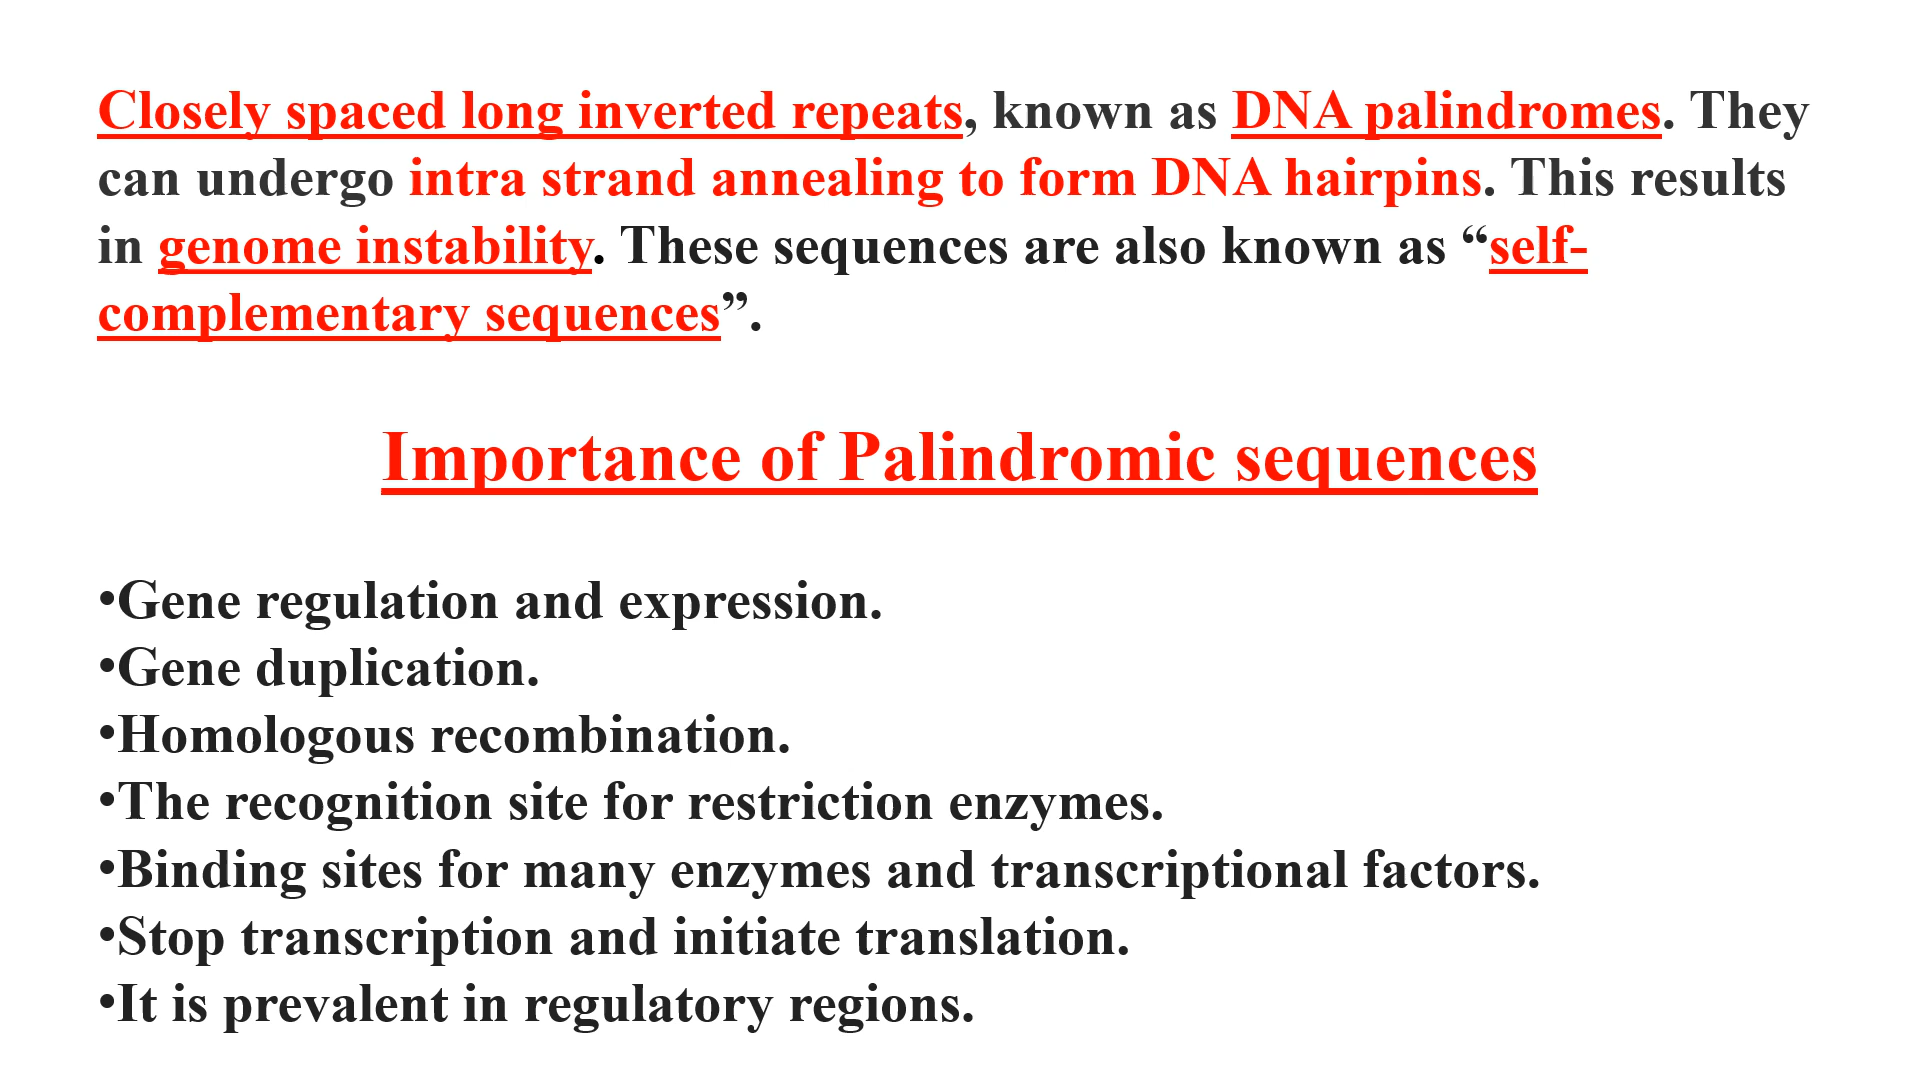 Closely spaced long inverted repeats, known as DNA palindromes. They
can undergo intra strand annealing to form DNA hairpins. This results
in genome instability. These sequences are also known as “self-
complementary sequences”.
Importance of Palindromic sequences
•Gene regulation and expression.
•Gene duplication.
•Homologous recombination.
•The recognition site for restriction enzymes.
•Binding sites for many enzymes and transcriptional factors.
•Stop transcription and initiate translation.
•It is prevalent in regulatory regions.